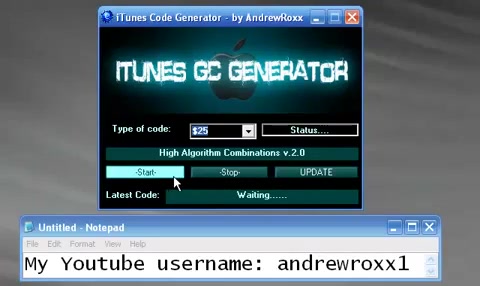 iTunes Code Generator - by AndrewRoxx
ITUNES GC GENERATOR
Type of code: $25 Status....
High Algorithm Combinations v.2.0
-Start- -Stop- UPDATE
Latest Code: Waiting......
Untitled - Notepad
File Edit Format View Help
My Youtube username: andrewroxx1